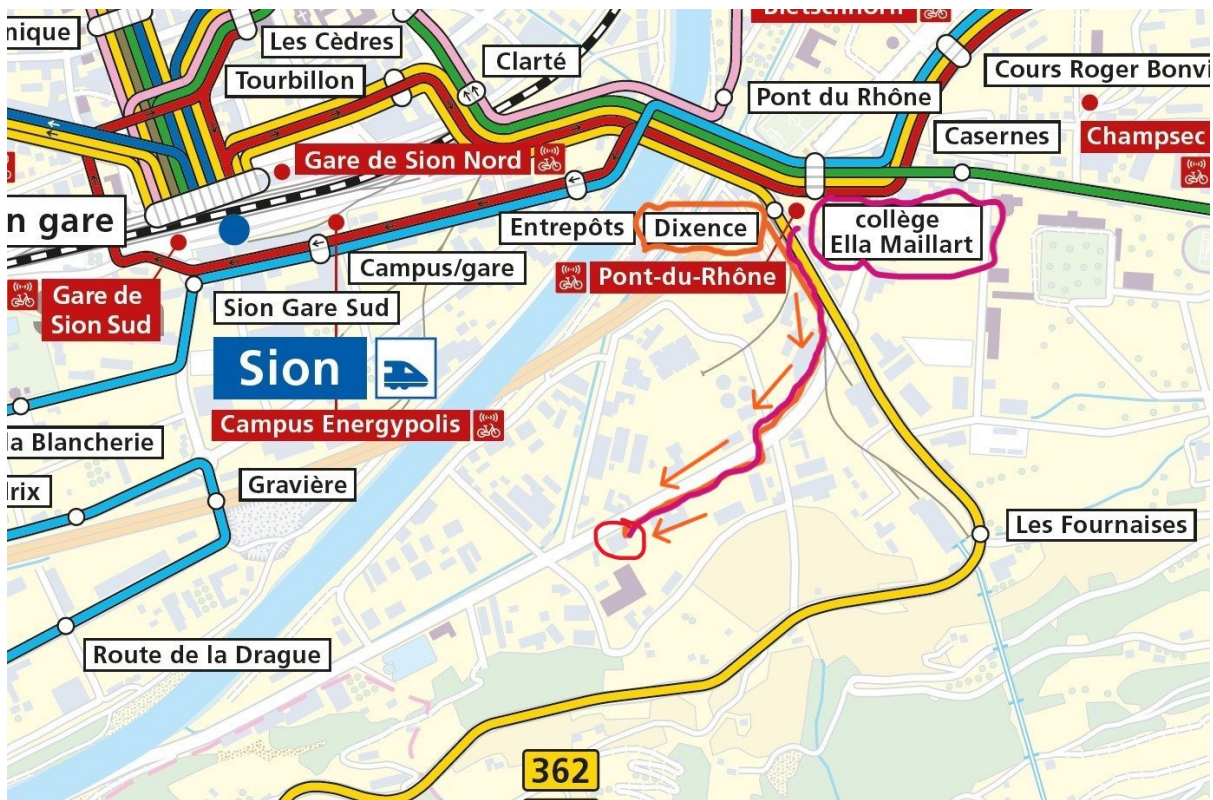 Les Cèdres
Clarté
Tourbillon
Cours Roger Bonvi
Pont du Rhône
Casernes
Champsec
Gare de Sion Nord
n gare
Entrepôts
Dixence
collège
Ella Maillart
Campus/gare
Pont-du-Rhône
Gare de
Sion Sud
Sion Gare Sud
Sion
Campus Energypolis
la Blancherie
rix
Gravière
Les Fournaises
Route de la Drague
362